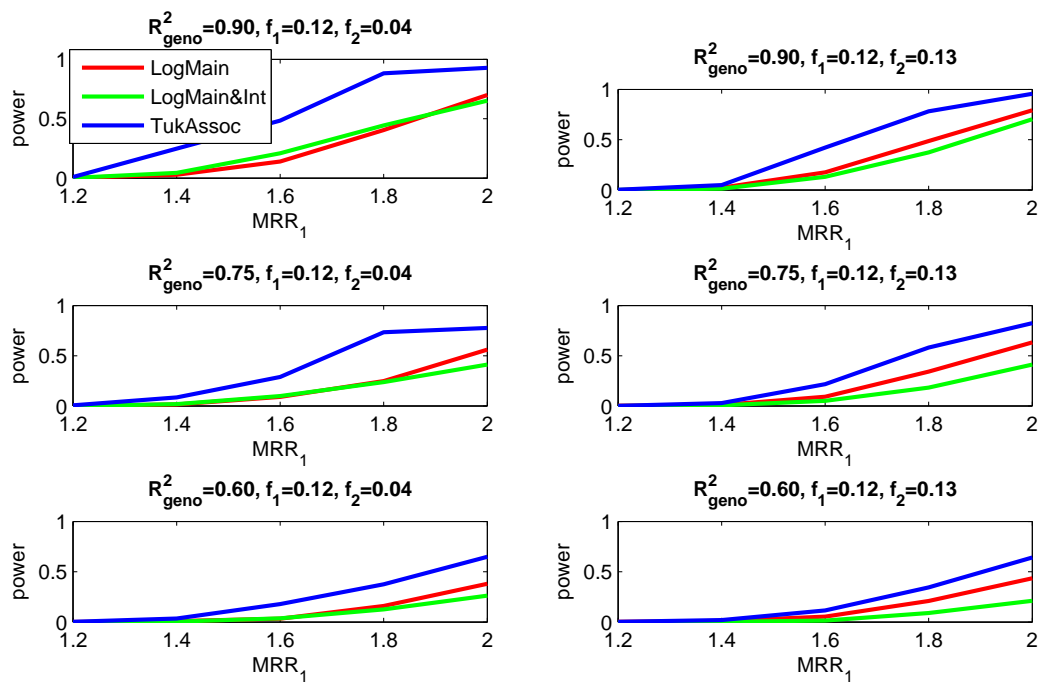 R²geno=0.90, f₁=0.12, f₂=0.04
power
1
0.5
0
1.2 1.4 1.6 1.8 2
MRR₁
LogMain
LogMain&Int
TukAssoc
R²geno=0.90, f₁=0.12, f₂=0.13
power
1
0.5
0
1.2 1.4 1.6 1.8 2
MRR₁
R²geno=0.75, f₁=0.12, f₂=0.04
power
1
0.5
0
1.2 1.4 1.6 1.8 2
MRR₁
R²geno=0.75, f₁=0.12, f₂=0.13
power
1
0.5
0
1.2 1.4 1.6 1.8 2
MRR₁
R²geno=0.60, f₁=0.12, f₂=0.04
power
1
0.5
0
1.2 1.4 1.6 1.8 2
MRR₁
R²geno=0.60, f₁=0.12, f₂=0.13
power
1
0.5
0
1.2 1.4 1.6 1.8 2
MRR₁